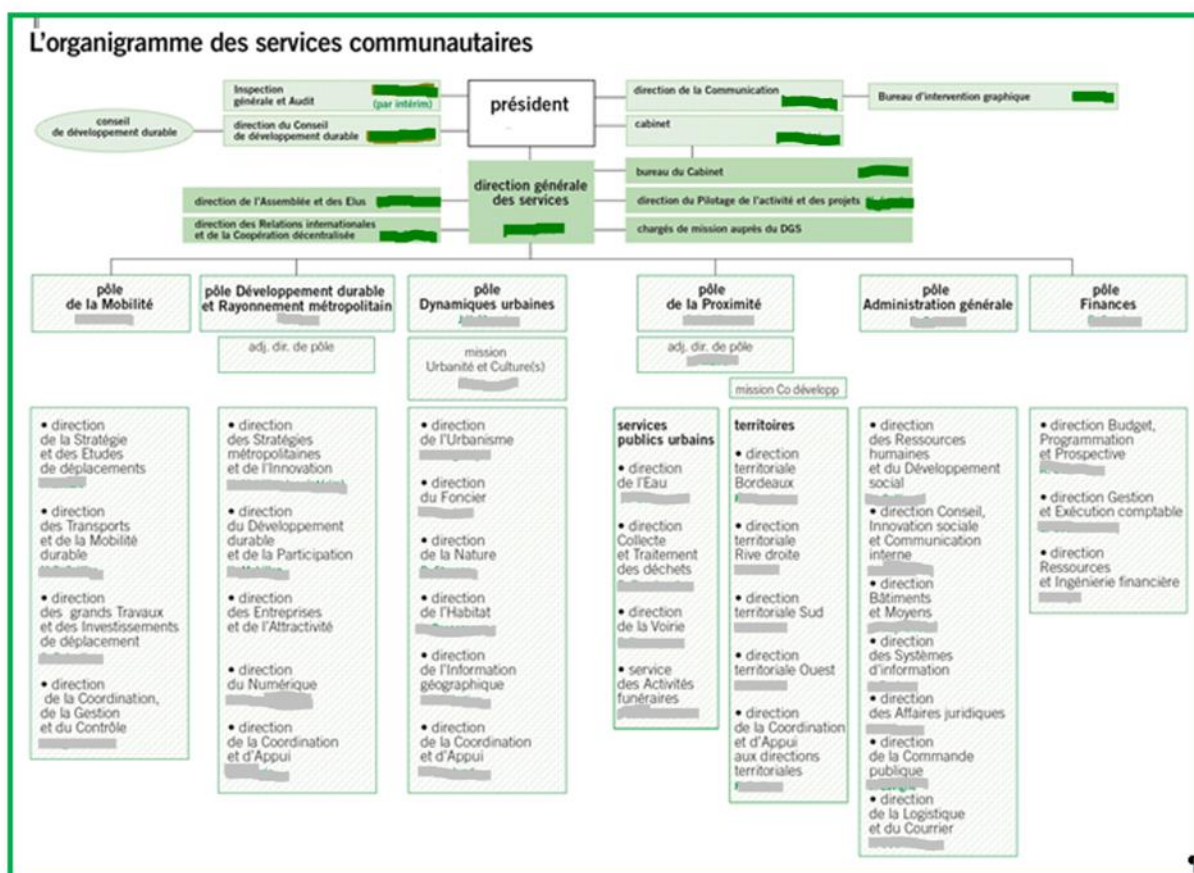 L'organigramme des services communautaires
Inspection
générale et Audit
(par intérim)
président
direction de la Communication
Bureau d'intervention graphique
conseil
de développement durable
direction du Conseil
de développement durable
cabinet
direction générale
des services
bureau du Cabinet
direction de l'Assemblée et des Elus
direction du Pilotage de l'activité et des projets
direction des Relations internationales
et de la Coopération décentralisée
chargés de mission auprès du DGS
pôle
de la Mobilité
pôle Développement durable
et Rayonnement métropolitain
pôle
Dynamiques urbaines
pôle
de la Proximité
pôle
Administration générale
pôle
Finances
adj. dir. de pôle
mission
Urbanité et Culture(s)
adj. dir. de pôle
mission Co développ
• direction
de la Stratégie
et des Etudes
de déplacements
• direction
des Transports
et de la Mobilité
durable
• direction
des grands Travaux
et des Investissements
de déplacement
• direction
de la Coordination,
de la Gestion
et du Contrôle
• direction
des Stratégies
métropolitaines
et de l'Innovation
• direction
du Développement
durable
et de la Participation
• direction
des Entreprises
et de l'Attractivité
• direction
du Numérique
• direction
de la Coordination
et d'Appui
• direction
de l'Urbanisme
• direction
du Foncier
• direction
de la Nature
• direction
de l'Habitat
• direction
de l'Information
géographique
• direction
de la Coordination
et d'Appui
services
publics urbains
• direction
de l'Eau
• direction
Collecte
et Traitement
des déchets
• direction
de la Voirie
• service
des Activités
funéraires
territoires
• direction
territoriale
Bordeaux
• direction
territoriale
Rive droite
• direction
territoriale Sud
• direction
territoriale Ouest
• direction
de la Coordination
et d'Appui
aux directions
territoriales
• direction
des Ressources
humaines
et du Développement
social
• direction Conseil,
Innovation sociale
et Communication
interne
• direction
Bâtiments
et Moyens
• direction
des Systèmes
d'information
• direction
des Affaires juridiques
• direction
de la Commande
publique
• direction
de la Logistique
et du Courrier
• direction Budget,
Programmation
et Prospective
• direction Gestion
et Exécution comptable
• direction
Ressources
et Ingénierie financière